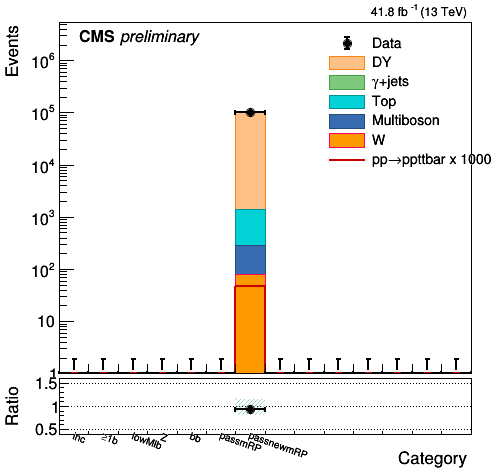 41.8 fb⁻¹ (13 TeV)
CMS preliminary
Events
Data
DY
γ+jets
Top
Multiboson
W
pp→ppttbar x 1000
10⁶
10⁵
10⁴
10³
10²
10
1
Ratio
1.5
1
0.5
inc ≥1b lowMlb Z bb passmRP passnewmRP
Category